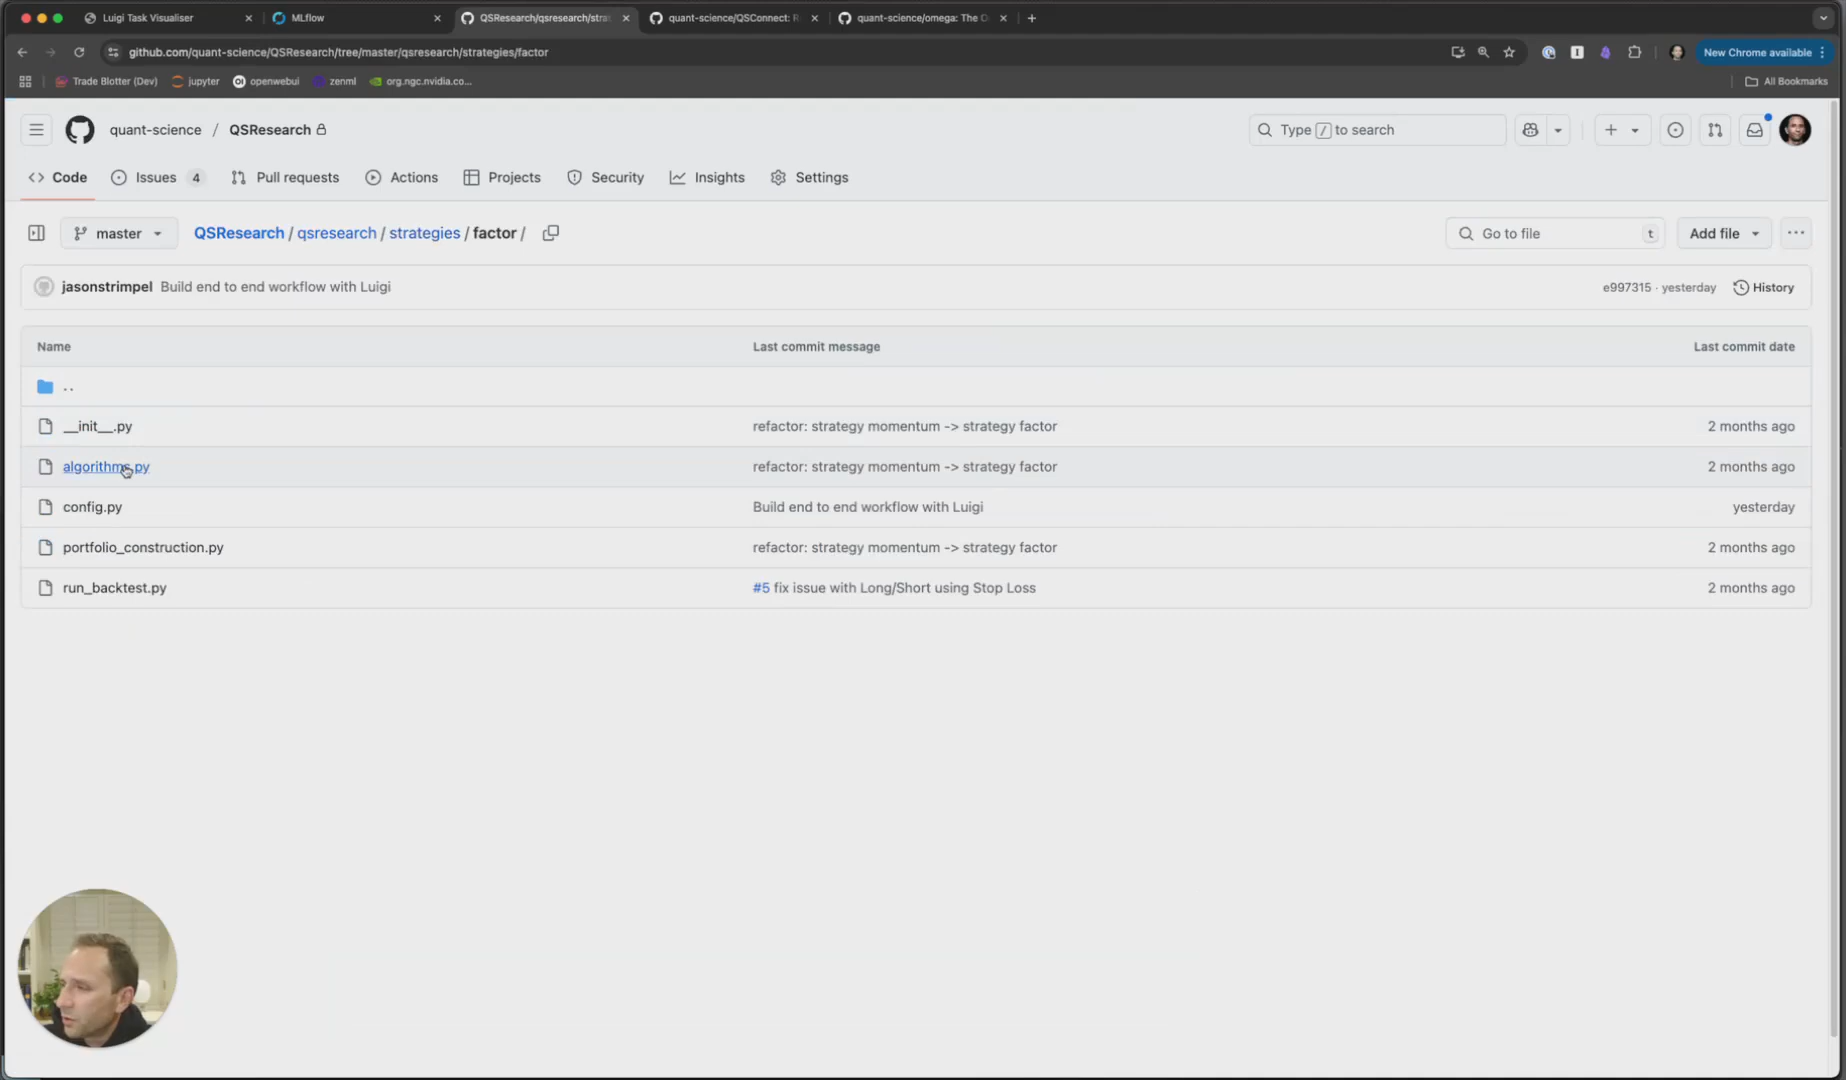 Luigi Task Visualiser
MLflow
QSResearch/qsresearch/stra
quant-science/QSConnect: R
quant-science/omega: The O
github.com/quant-science/QSResearch/tree/master/qsresearch/strategies/factor
New Chrome available
Trade Blotter (Dev)
jupyter
openwebui
zenml
org.ngc.nvidia.co...
All Bookmarks
quant-science / QSResearch
Type / to search
Code
Issues 4
Pull requests
Actions
Projects
Security
Insights
Settings
master
QSResearch / qsresearch / strategies / factor /
Go to file t
Add file
jasonstrimpel Build end to end workflow with Luigi
e997315 · yesterday
History
Name Last commit message Last commit date
..
__init__.py refactor: strategy momentum -> strategy factor 2 months ago
algorithms.py refactor: strategy momentum -> strategy factor 2 months ago
config.py Build end to end workflow with Luigi yesterday
portfolio_construction.py refactor: strategy momentum -> strategy factor 2 months ago
run_backtest.py #5 fix issue with Long/Short using Stop Loss 2 months ago